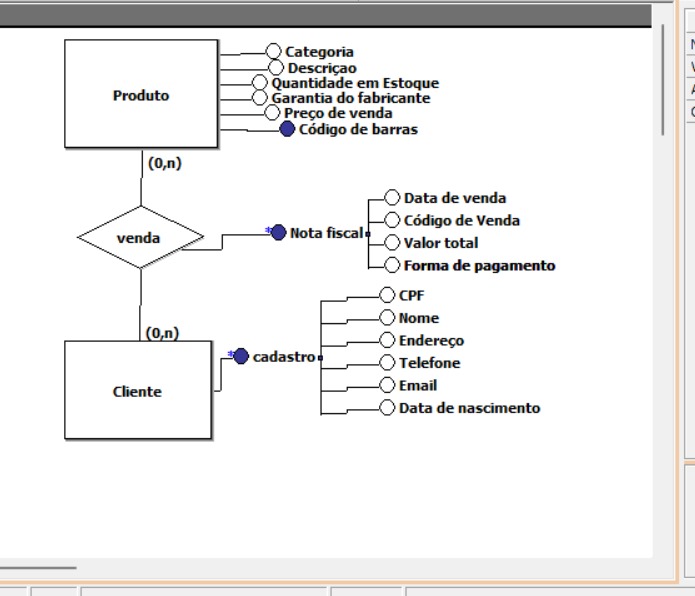 Produto
Categoria
Descriçao
Quantidade em Estoque
Garantia do fabricante
Preço de venda
Código de barras
(0,n)
venda
* Nota fiscal
Data de venda
Código de Venda
Valor total
Forma de pagamento
(0,n)
Cliente
* cadastro
CPF
Nome
Endereço
Telefone
Email
Data de nascimento